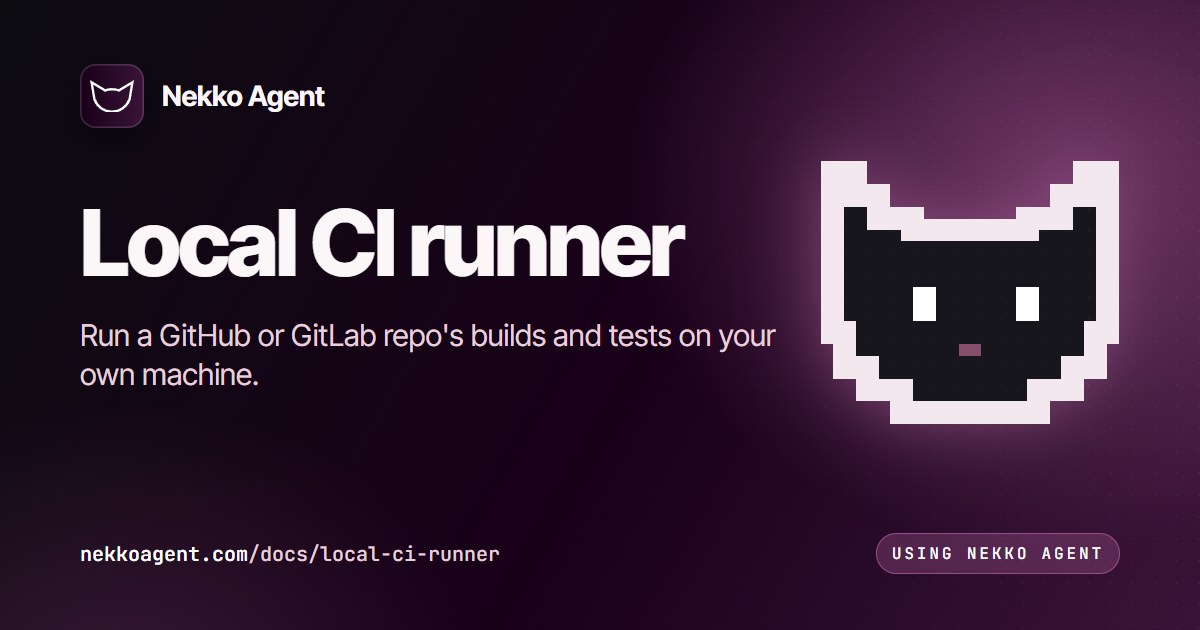 Nekko Agent
Local CI runner
Run a GitHub or GitLab repo's builds and tests on your
own machine.
nekkoagent.com/docs/local-ci-runner
USING NEKKO AGENT